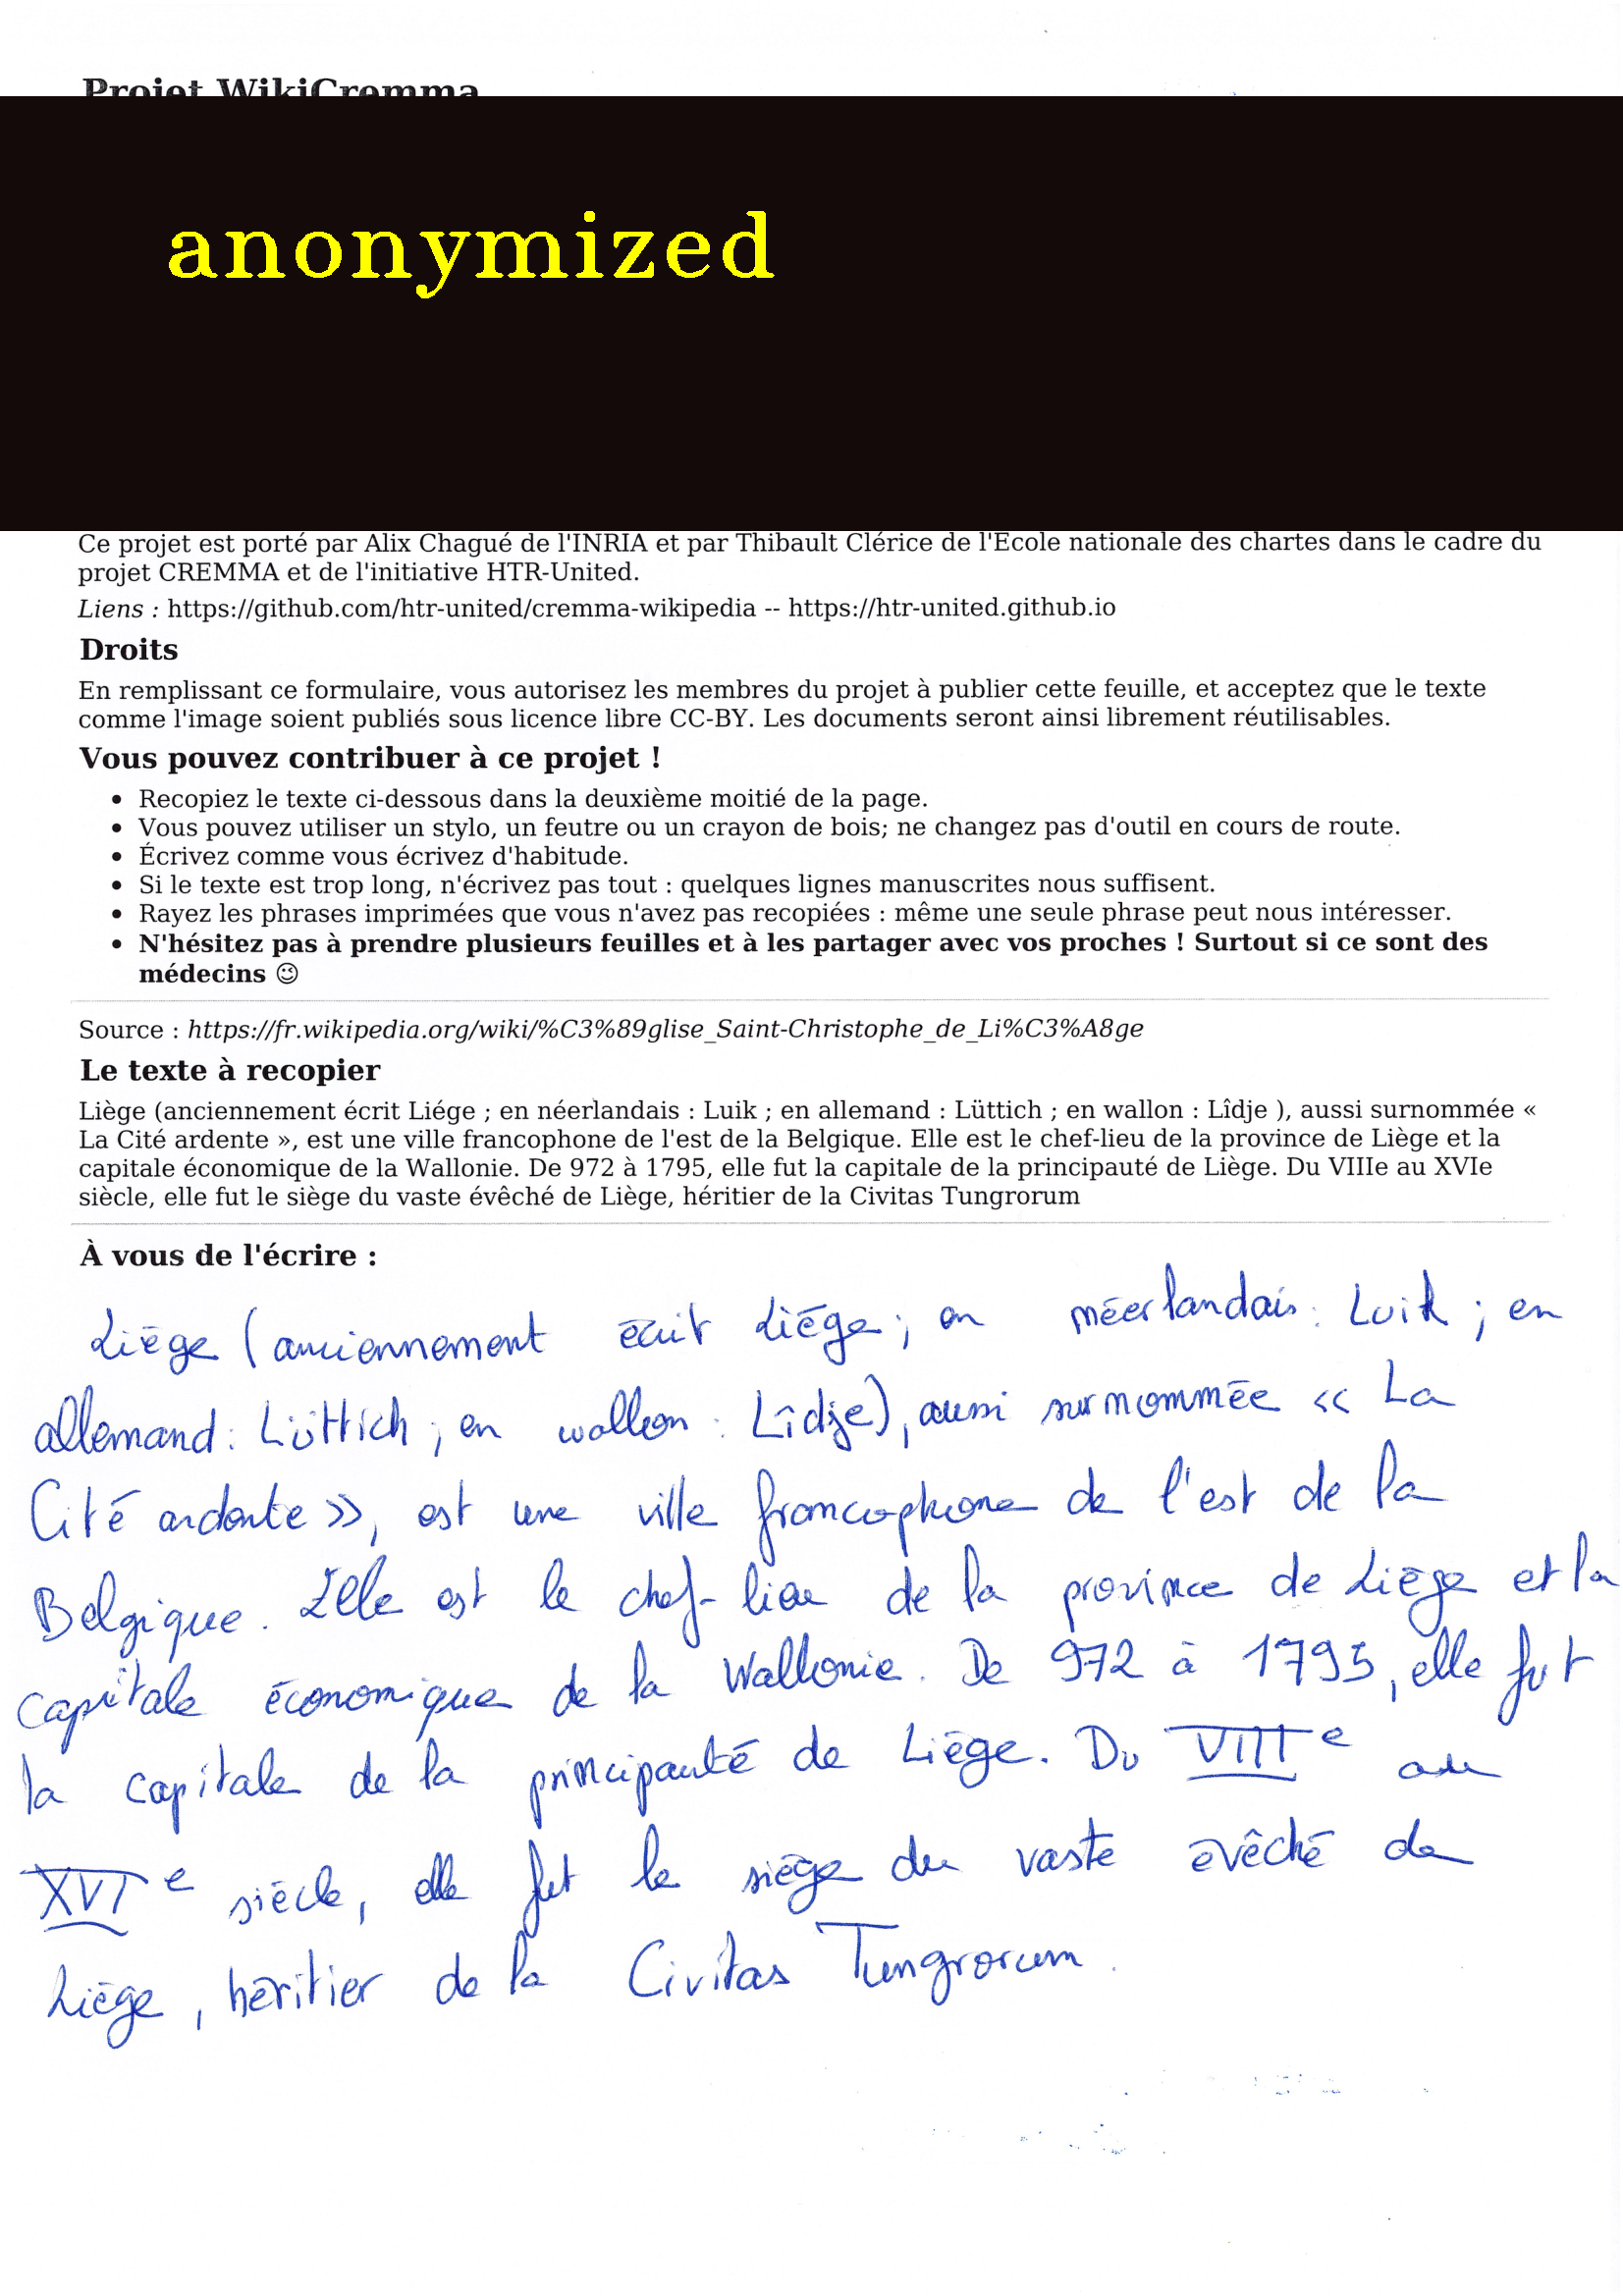 Projet WikiCremma
anonymized
Ce projet est porté par Alix Chagué de l'INRIA et par Thibault Clérice de l'Ecole nationale des chartes dans le cadre du
projet CREMMA et de l'initiative HTR-United.
Liens : https://github.com/htr-united/cremma-wikipedia -- https://htr-united.github.io
Droits
En remplissant ce formulaire, vous autorisez les membres du projet à publier cette feuille, et acceptez que le texte
comme l'image soient publiés sous licence libre CC-BY. Les documents seront ainsi librement réutilisables.
Vous pouvez contribuer à ce projet !
• Recopiez le texte ci-dessous dans la deuxième moitié de la page.
• Vous pouvez utiliser un stylo, un feutre ou un crayon de bois; ne changez pas d'outil en cours de route.
• Écrivez comme vous écrivez d'habitude.
• Si le texte est trop long, n'écrivez pas tout : quelques lignes manuscrites nous suffisent.
• Rayez les phrases imprimées que vous n'avez pas recopiées : même une seule phrase peut nous intéresser.
• N'hésitez pas à prendre plusieurs feuilles et à les partager avec vos proches ! Surtout si ce sont des
médecins 😉
Source : https://fr.wikipedia.org/wiki/%C3%89glise_Saint-Christophe_de_Li%C3%A8ge
Le texte à recopier
Liège (anciennement écrit Liége ; en néerlandais : Luik ; en allemand : Lüttich ; en wallon : Lîdje ), aussi surnommée «
La Cité ardente », est une ville francophone de l'est de la Belgique. Elle est le chef-lieu de la province de Liège et la
capitale économique de la Wallonie. De 972 à 1795, elle fut la capitale de la principauté de Liège. Du VIIIe au XVIe
siècle, elle fut le siège du vaste évêché de Liège, héritier de la Civitas Tungrorum
À vous de l'écrire :
Liège (anciennement écrit Liége ; en néerlandais : Luik ; en
allemand : Lüttich ; en wallon : Lîdje), aussi surnommée « La
Cité ardente », est une ville francophone de l'est de la
Belgique. Elle est le chef-lieu de la province de Liège et la
capitale économique de la Wallonie. De 972 à 1795, elle fut
la capitale de la principauté de Liège. Du VIIIe au
XVIe siècle, elle fut le siège du vaste évêché de
Liège, héritier de la Civitas Tungrorum.